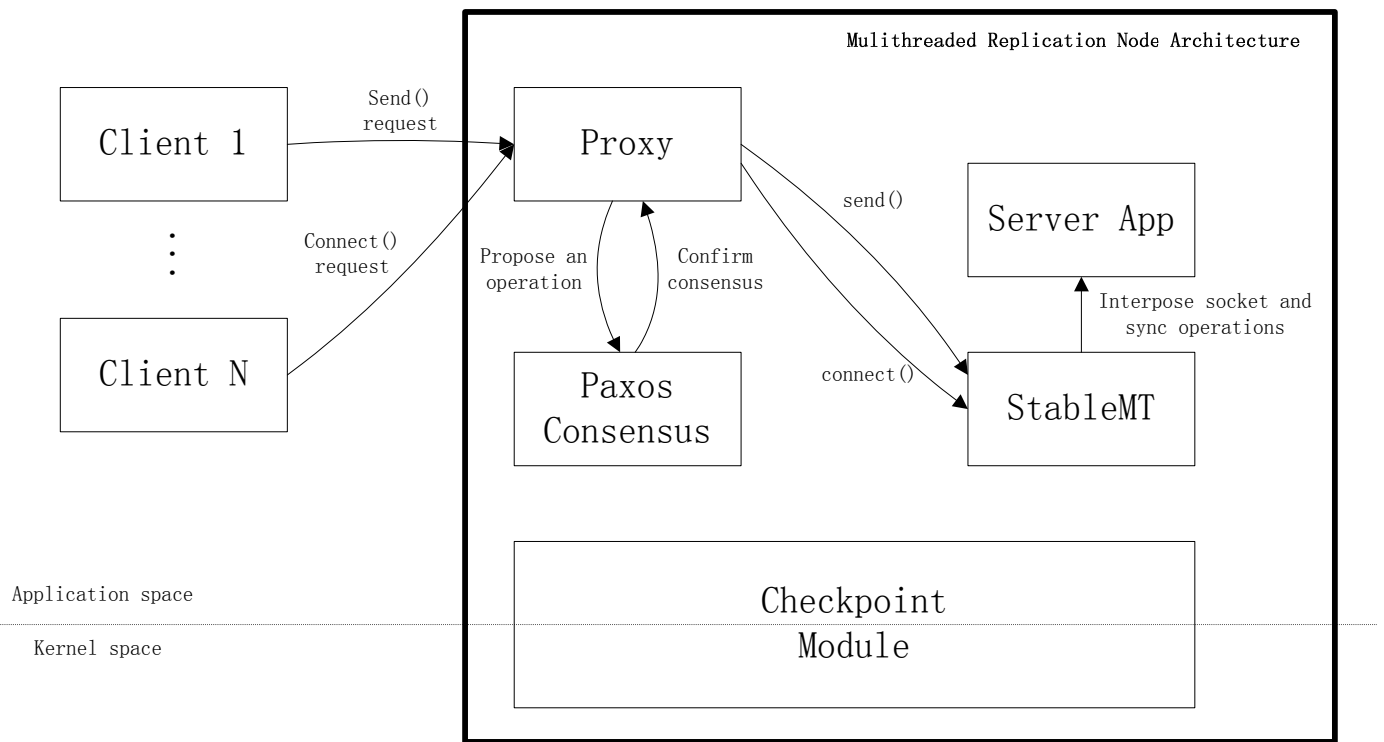 Mulithreaded Replication Node Architecture
Client 1
Send()
request
Proxy
send()
Server App
Connect()
request
Propose an
operation
Confirm
consensus
Interpose socket and
sync operations
Client N
connect()
Paxos
Consensus
StableMT
Application space
Checkpoint
Module
Kernel space